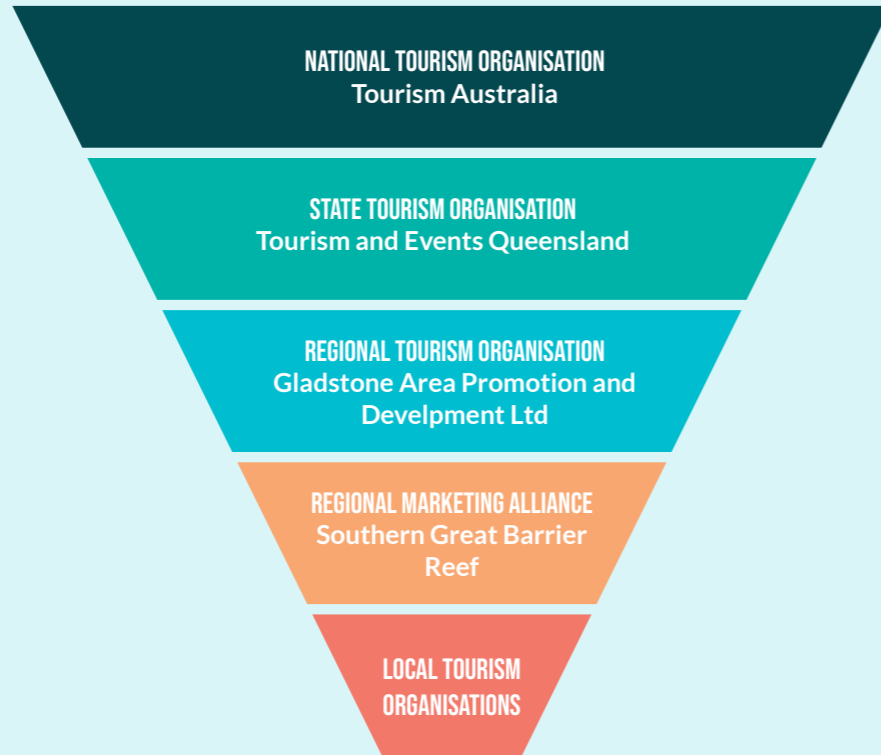 NATIONAL TOURISM ORGANISATION
Tourism Australia
STATE TOURISM ORGANISATION
Tourism and Events Queensland
REGIONAL TOURISM ORGANISATION
Gladstone Area Promotion and
Develpment Ltd
REGIONAL MARKETING ALLIANCE
Southern Great Barrier
Reef
LOCAL TOURISM
ORGANISATIONS